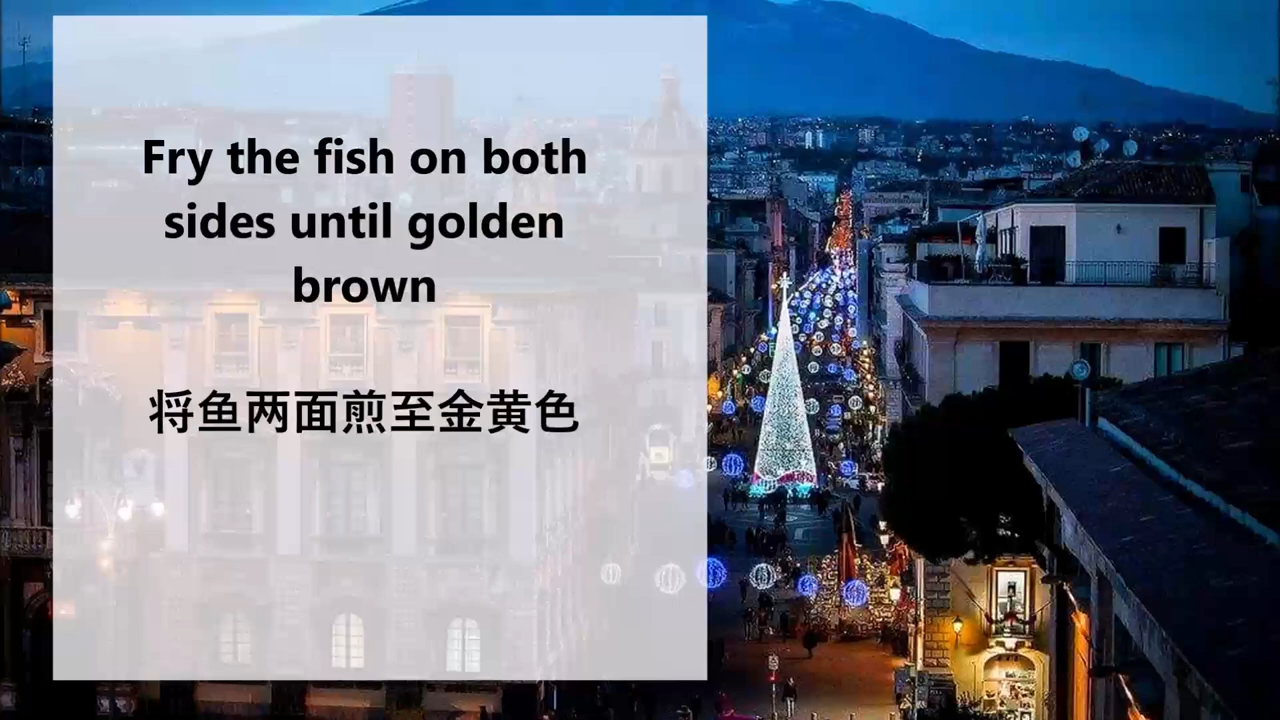 Fry the fish on both
sides until golden
brown
将鱼两面煎至金黄色